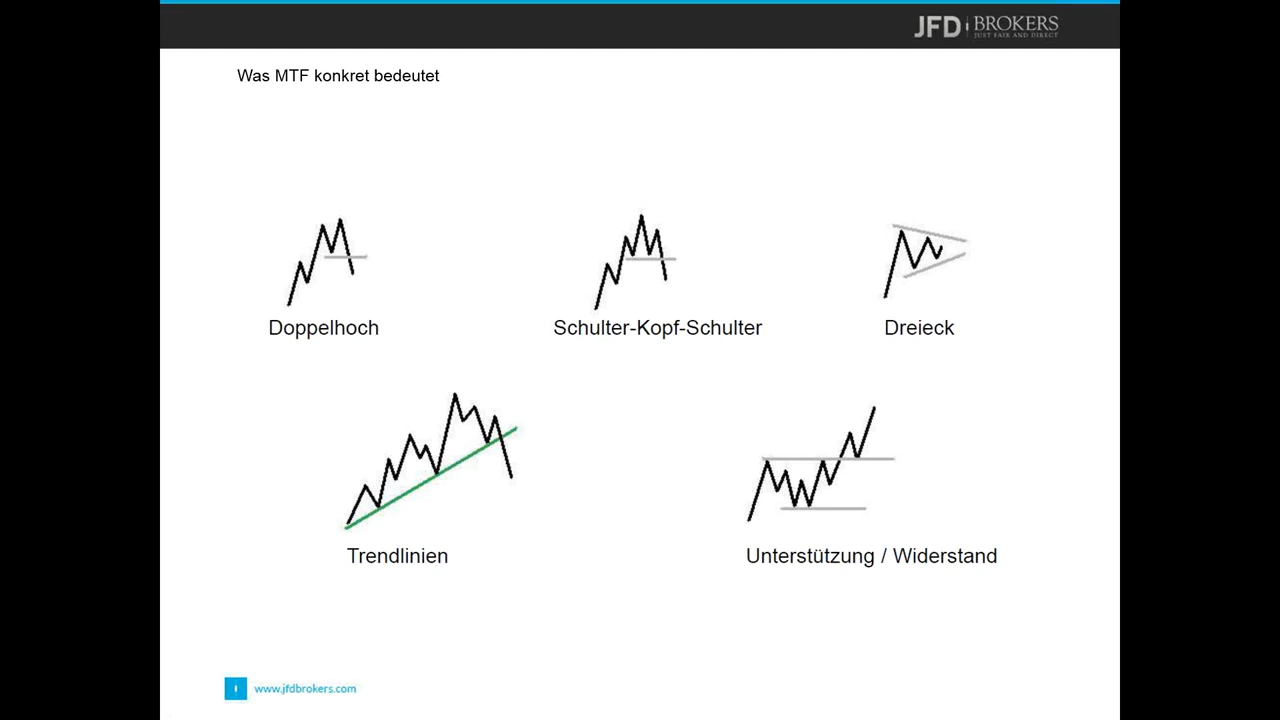 JFD BROKERS
JUST FAIR AND DIRECT
Was MTF konkret bedeutet
Doppelhoch
Schulter-Kopf-Schulter
Dreieck
Trendlinien
Unterstützung / Widerstand
www.jfdbrokers.com